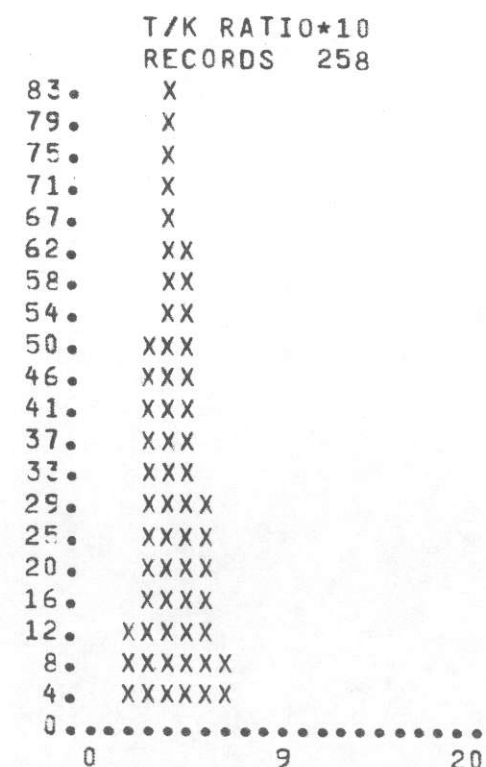 T/K RATIO*10
RECORDS 258
83. X
79. X
75. X
71. X
67. X
62. XX
58. XX
54. XX
50. XXX
46. XXX
41. XXX
37. XXX
33. XXX
29. XXXX
25. XXXX
20. XXXX
16. XXXX
12. XXXXX
8. XXXXXX
4. XXXXXX
0......................
0 9 20